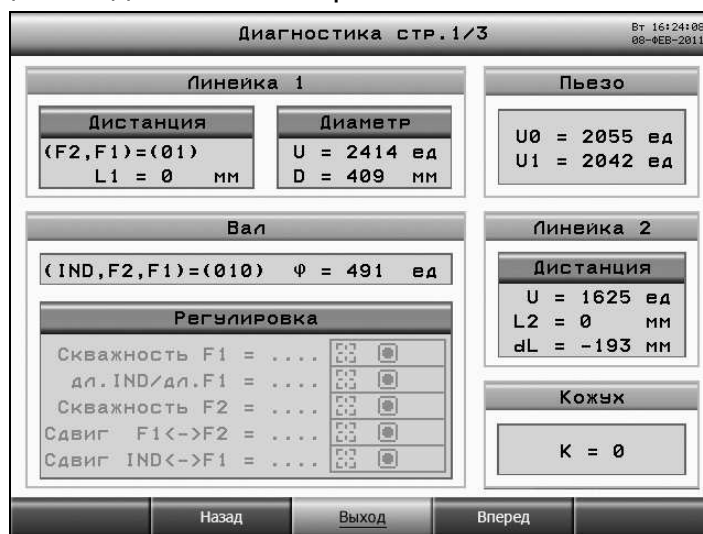 Диагностика стр.1/3
Вт 16:24:08
08-ФЕВ-2011
Линейка 1
Дистанция
(F2,F1)=(01)
L1 = 0 мм
Диаметр
U = 2414 ед
D = 409 мм
Пьезо
U0 = 2055 ед
U1 = 2042 ед
Вал
(IND,F2,F1)=(010) φ = 491 ед
Регулировка
Скважность F1 = ....
дл.IND/дл.F1 = ....
Скважность F2 = ....
Сдвиг F1<->F2 = ....
Сдвиг IND<->F1 = ....
Линейка 2
Дистанция
U = 1625 ед
L2 = 0 мм
dL = -193 мм
Кожух
K = 0
Назад
Выход
Вперед